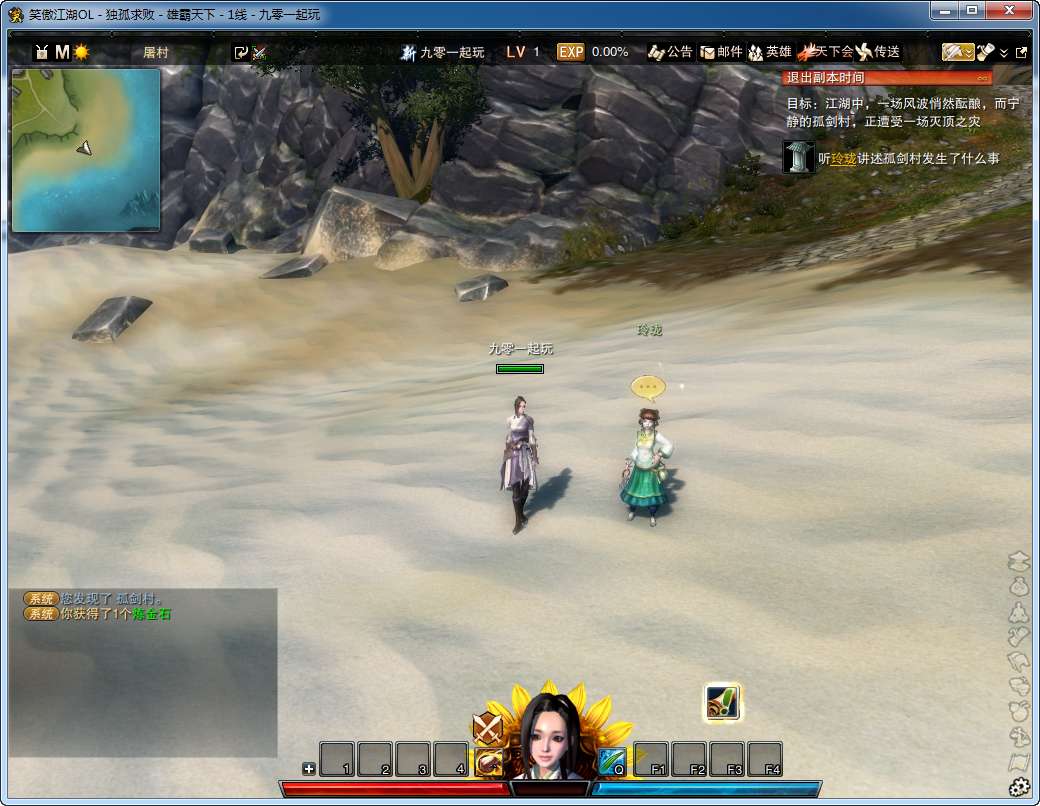 笑傲江湖OL - 独孤求败 - 雄霸天下 - 1线 - 九零一起玩
M 屠村 九零一起玩 LV 1 EXP 0.00% 公告 邮件 英雄 天下会 传送
退出副本时间
目标：江湖中，一场风波悄然酝酿，而宁
静的孤剑村，正遭受一场灭顶之灾
听玲珑讲述孤剑村发生了什么事
玲珑
九零一起玩
系统 您发现了 孤剑村。
系统 你获得了1个炼金石
1 2 3 4 Q F1 F2 F3 F4